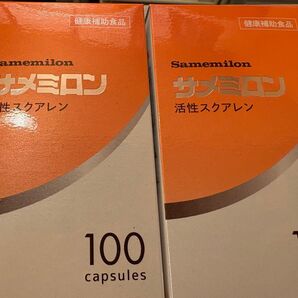 健康補助食品
Samemilon
サメミロン
活性スクアレン
100
capsules
健康補助食品
Samemilon
サメミロン
活性スクアレン
1